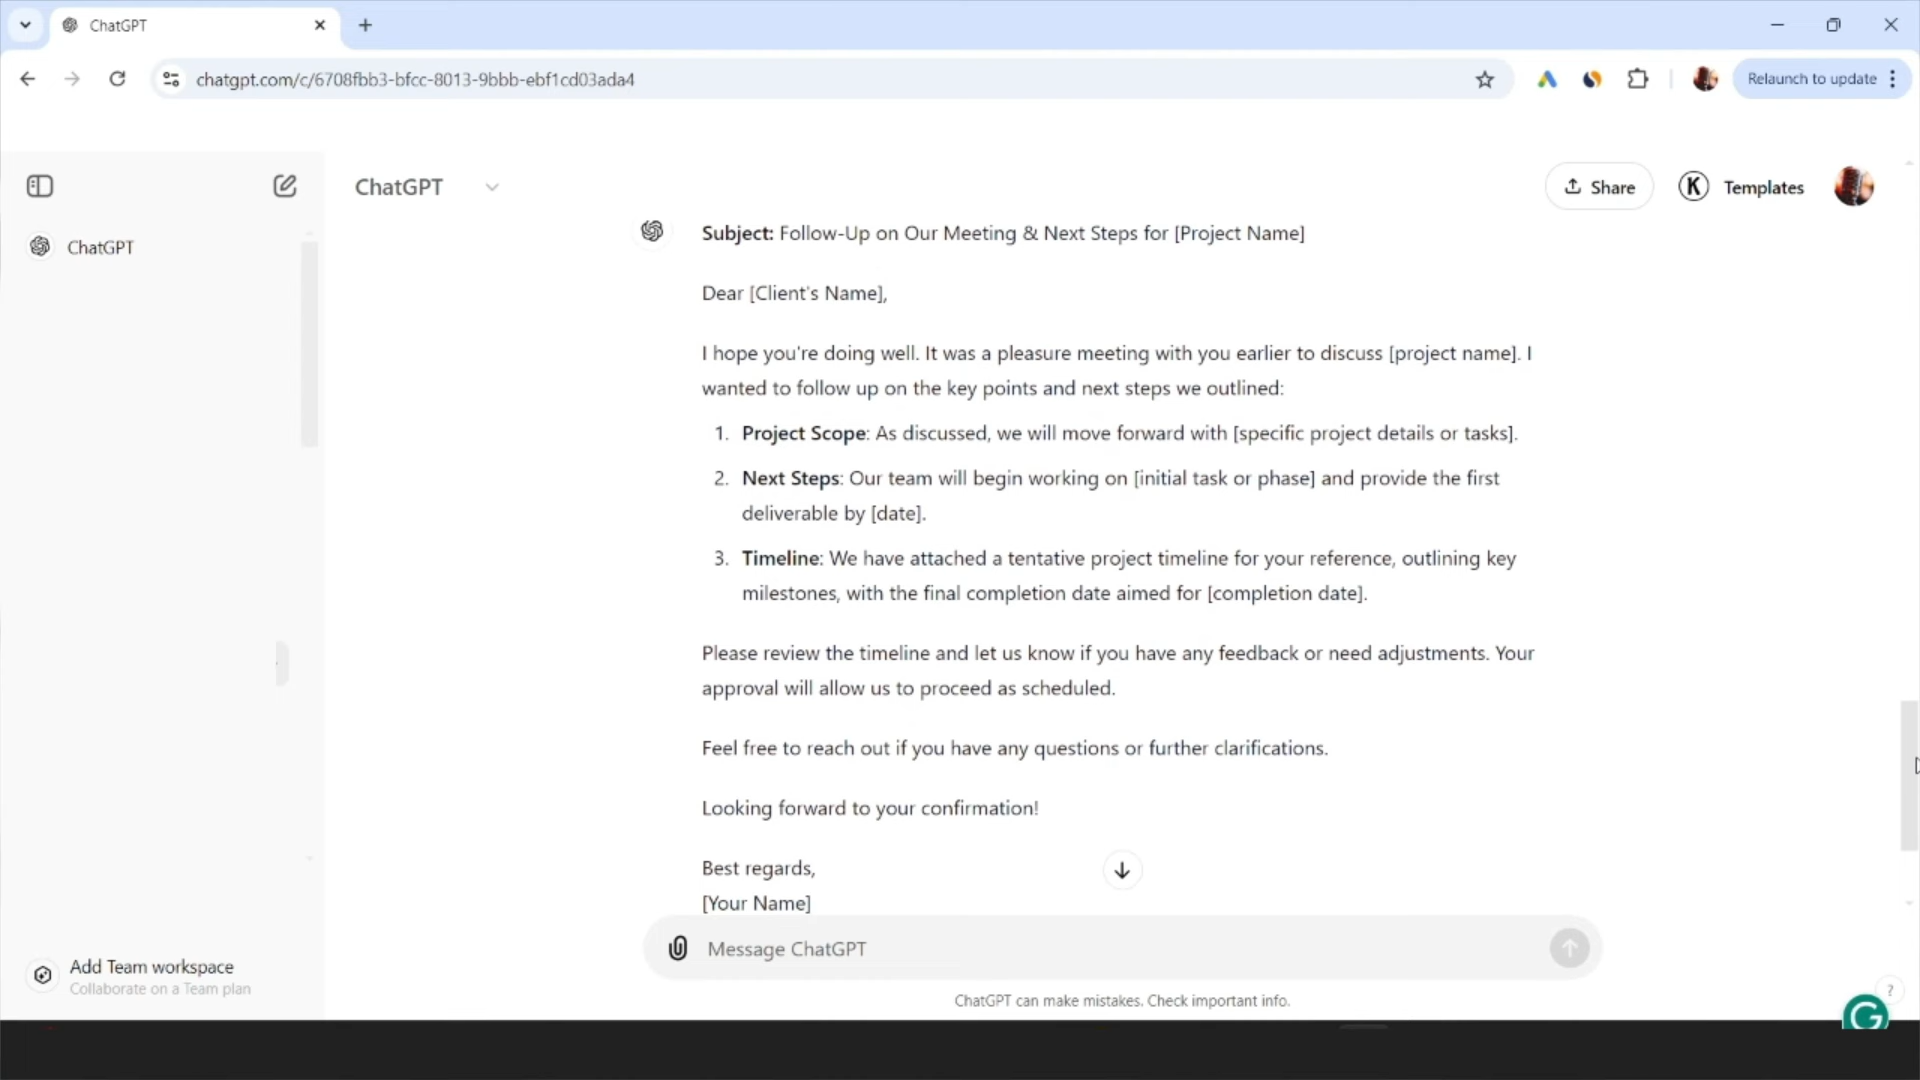 ChatGPT
chatgpt.com/c/6708fbb3-bfcc-8013-9bbb-ebf1cd03ada4
Relaunch to update
ChatGPT
Share
K
Templates
ChatGPT
Subject: Follow-Up on Our Meeting & Next Steps for [Project Name]
Dear [Client's Name],
I hope you're doing well. It was a pleasure meeting with you earlier to discuss [project name]. I
wanted to follow up on the key points and next steps we outlined:
1. Project Scope: As discussed, we will move forward with [specific project details or tasks].
2. Next Steps: Our team will begin working on [initial task or phase] and provide the first
deliverable by [date].
3. Timeline: We have attached a tentative project timeline for your reference, outlining key
milestones, with the final completion date aimed for [completion date].
Please review the timeline and let us know if you have any feedback or need adjustments. Your
approval will allow us to proceed as scheduled.
Feel free to reach out if you have any questions or further clarifications.
Looking forward to your confirmation!
Best regards,
[Your Name]
Message ChatGPT
Add Team workspace
Collaborate on a Team plan
ChatGPT can make mistakes. Check important info.
?
G